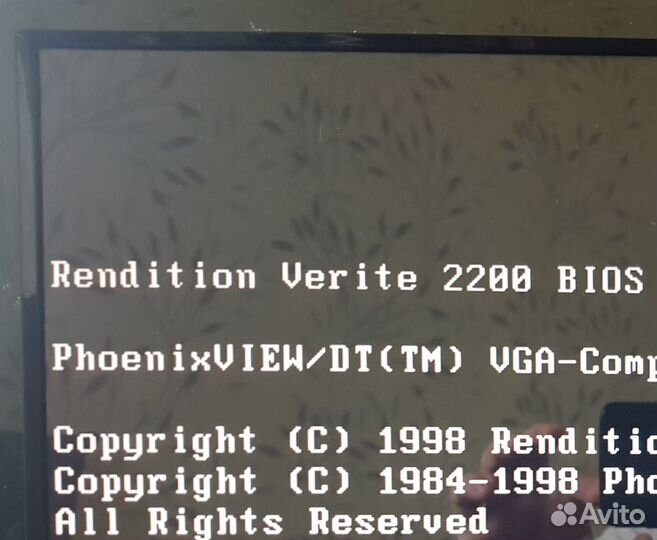 Rendition Verite 2200 BIOS
PhoenixVIEW/DT(TM) VGA-Comp
Copyright (C) 1998 Renditio
Copyright (C) 1984-1998 Pho
All Rights Reserved
Avito